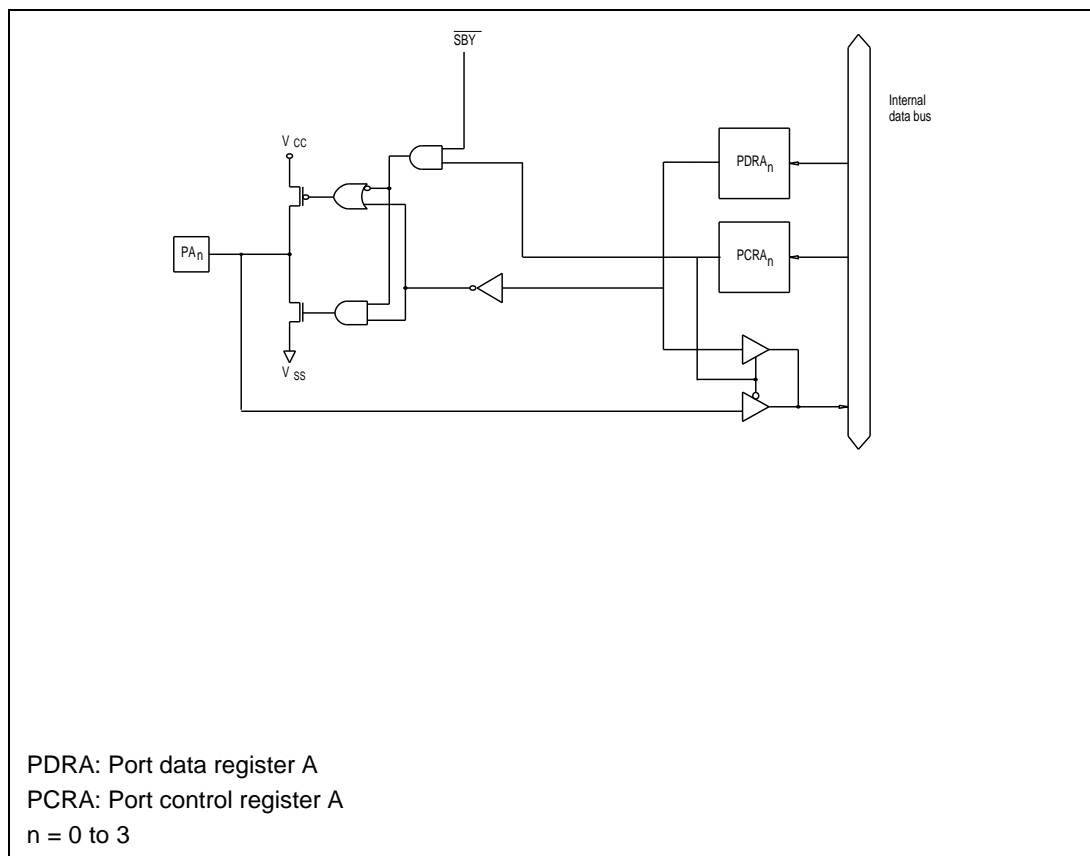 SBY
Internal
data bus
V CC
PDRAn
PAn
PCRAn
V SS
PDRA: Port data register A
PCRA: Port control register A
n = 0 to 3